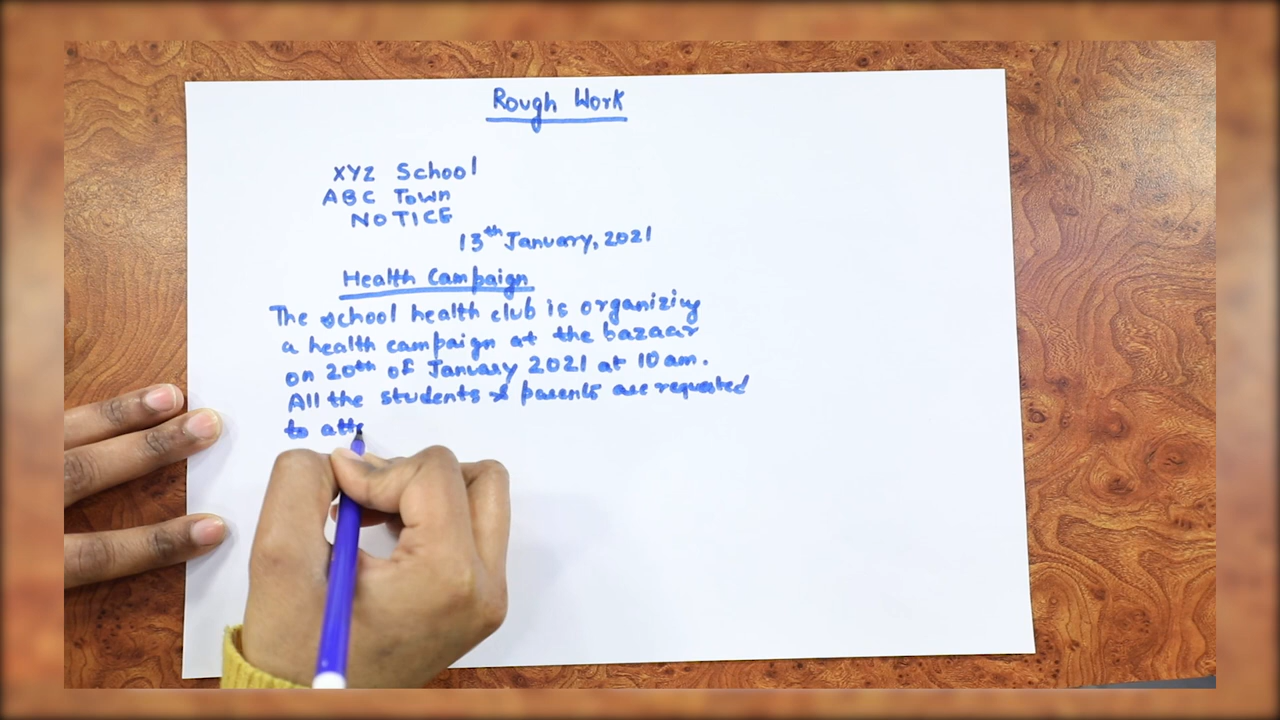 Rough Work
XYZ School
ABC Town
NOTICE
13th January, 2021
Health Campaign
The school health club is organizing
a health campaign at the bazaar
on 20th of January 2021 at 10 am.
All the students & parents are requested
to atte